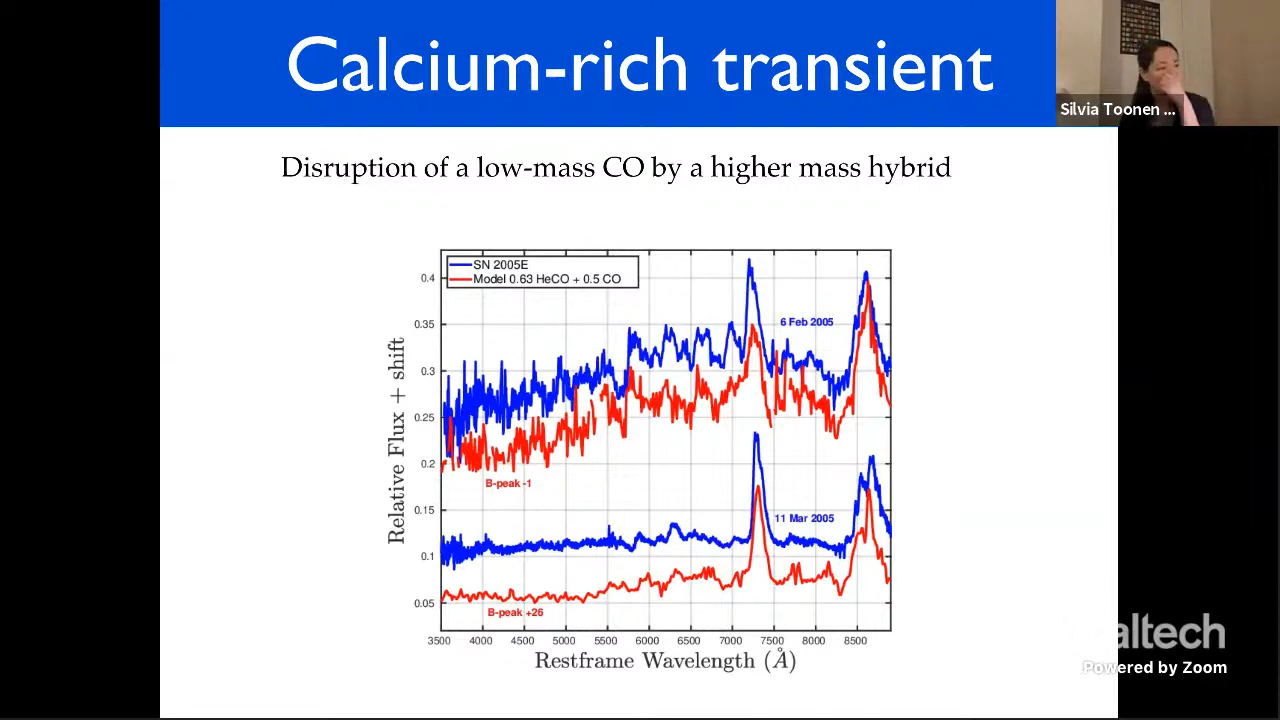 Calcium-rich transient
Silvia Toonen ...
Disruption of a low-mass CO by a higher mass hybrid
SN 2005E
Model 0.63 HeCO + 0.5 CO
0.4
0.35
0.3
0.25
0.2
0.15
0.1
0.05
6 Feb 2005
B-peak -1
11 Mar 2005
B-peak +26
Relative Flux + shift
3500 4000 4500 5000 5500 6000 6500 7000 7500 8000 8500
Restframe Wavelength (Å)
altech
Powered by Zoom